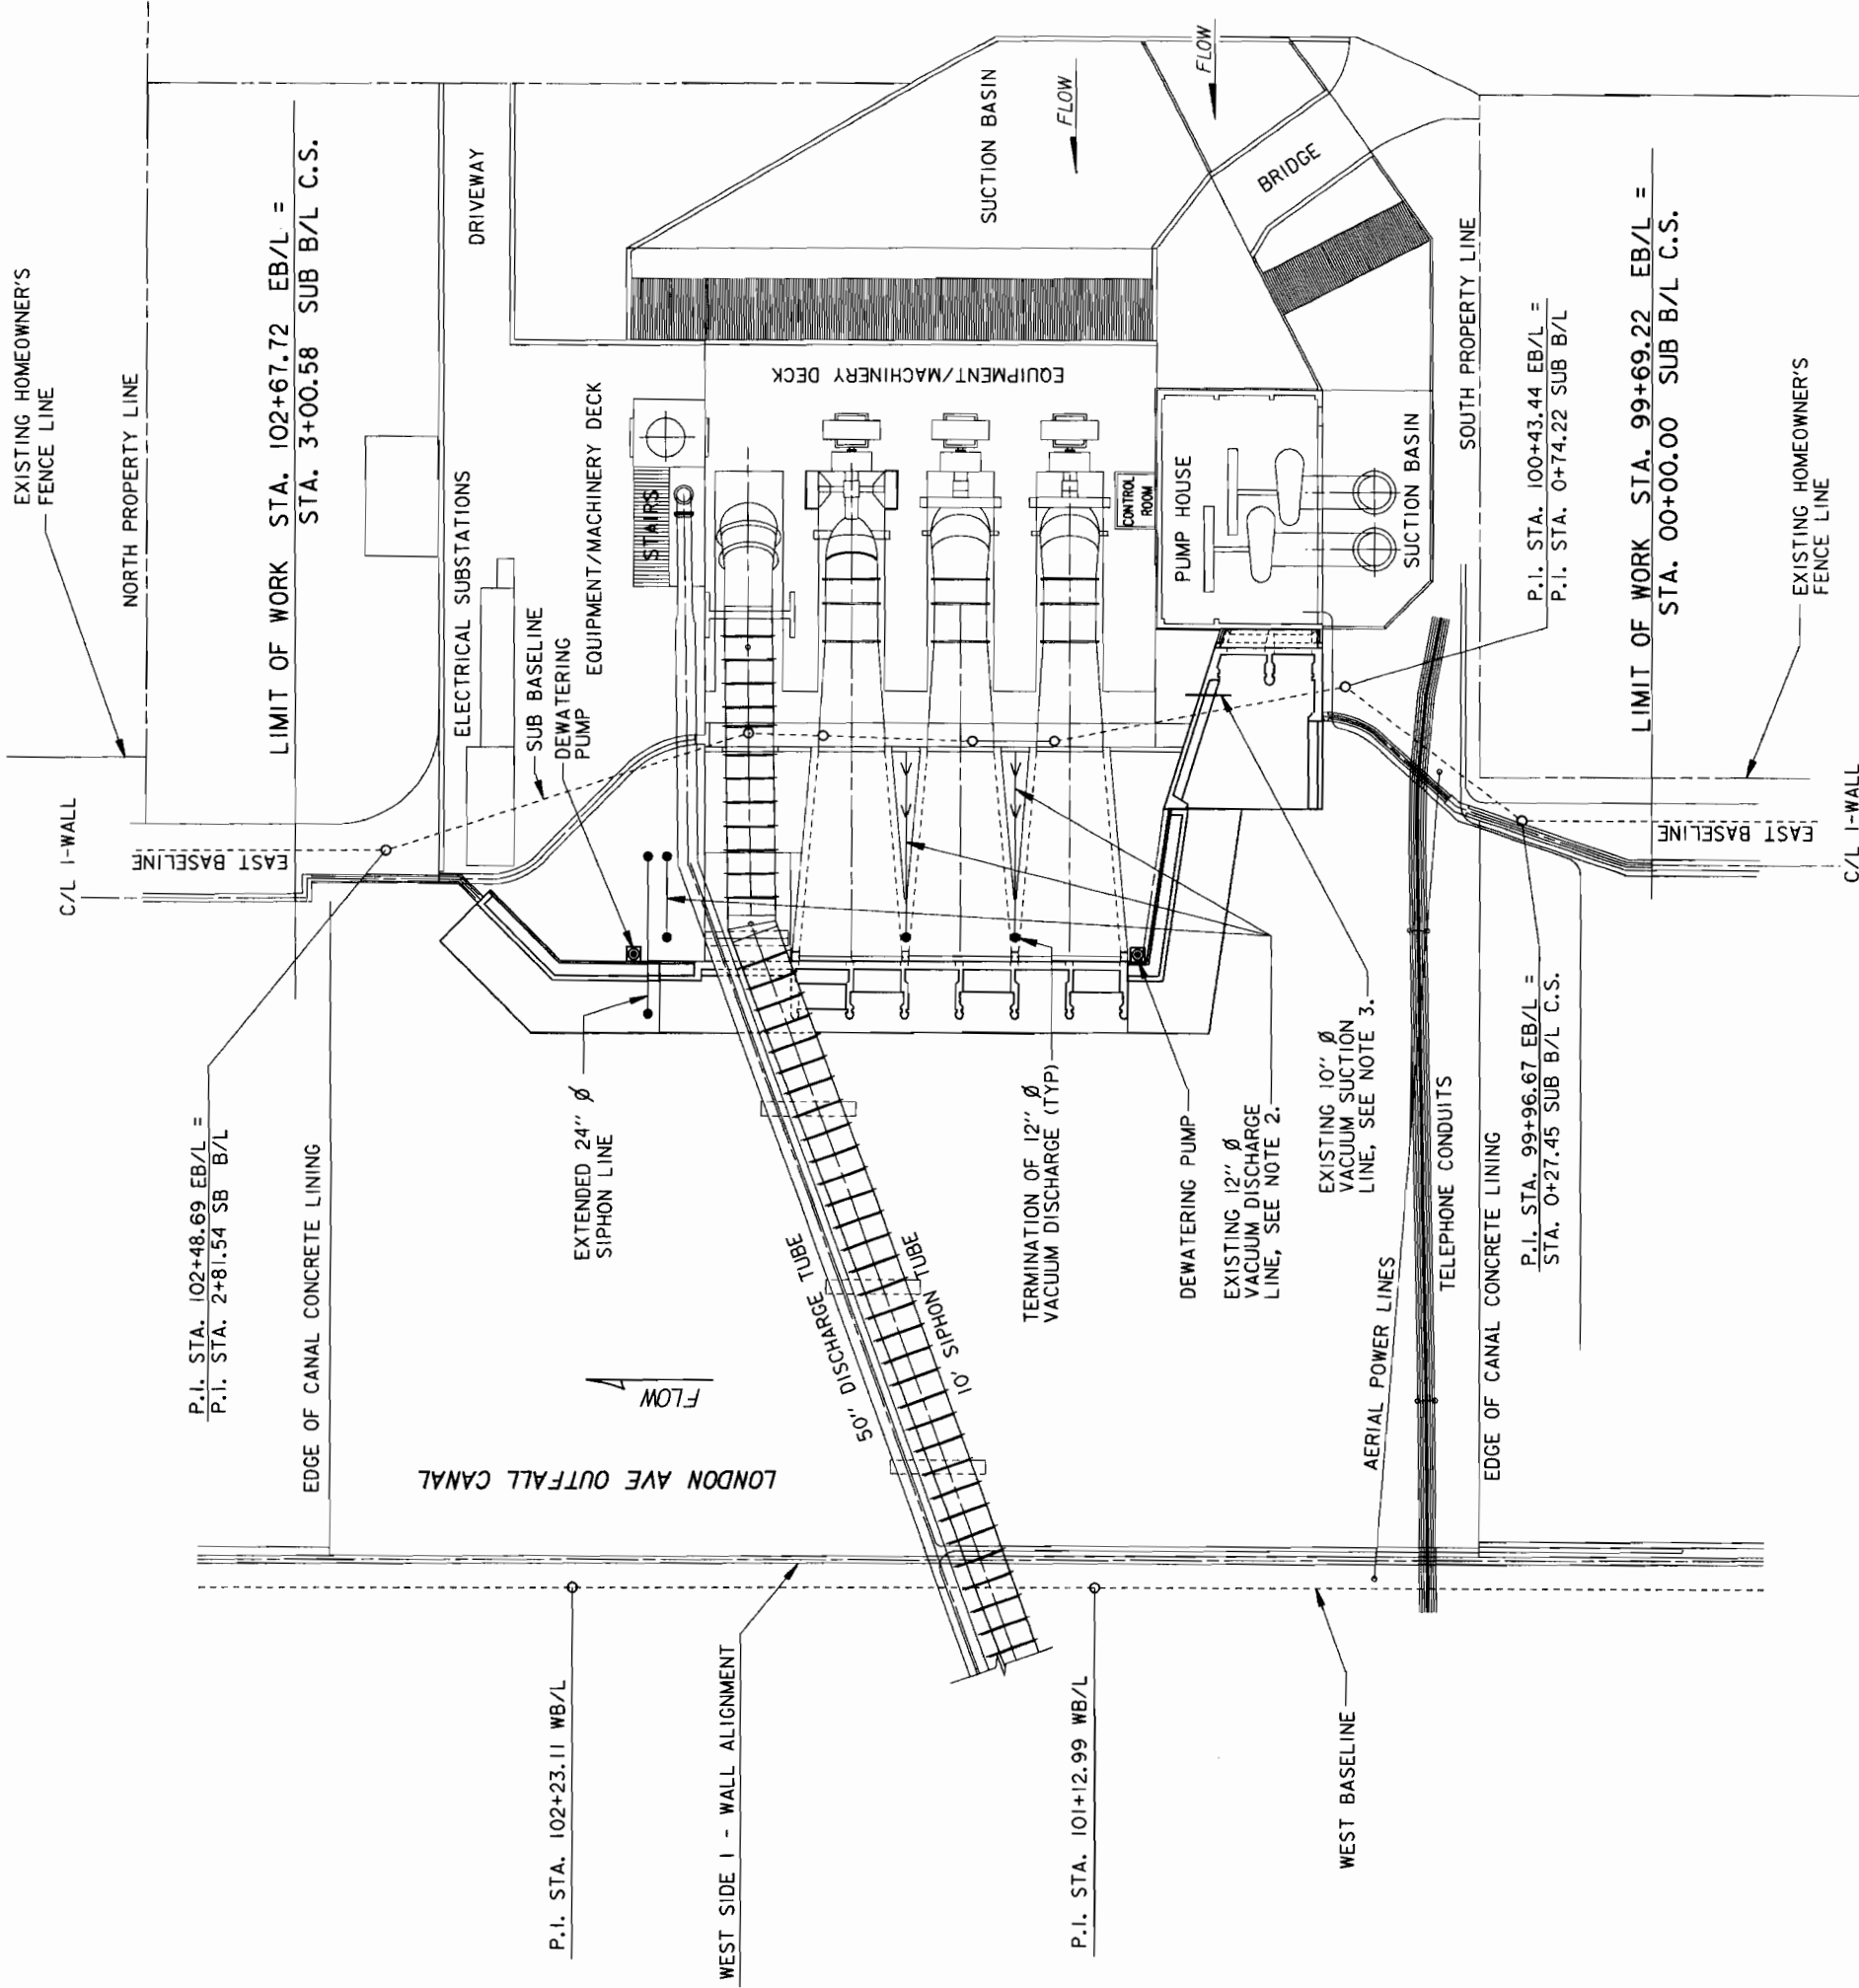 EXISTING HOMEOWNER'S
FENCE LINE
NORTH PROPERTY LINE
C/L I-WALL
EAST BASELINE
LIMIT OF WORK STA. 102+67.72 EB/L =
STA. 3+00.58 SUB B/L C.S.
DRIVEWAY
ELECTRICAL SUBSTATIONS
SUB BASELINE
DEWATERING
PUMP
EQUIPMENT/MACHINERY DECK
STAIRS
EQUIPMENT/MACHINERY DECK
SUCTION BASIN
FLOW
FLOW
BRIDGE
CONTROL
ROOM
PUMP HOUSE
SUCTION BASIN
SOUTH PROPERTY LINE
P.I. STA. 100+43.44 EB/L =
P.I. STA. 0+74.22 SUB B/L
LIMIT OF WORK STA. 99+69.22 EB/L =
STA. 00+00.00 SUB B/L C.S.
EXISTING HOMEOWNER'S
FENCE LINE
EAST BASELINE
C/L I-WALL
P.I. STA. 102+48.69 EB/L =
P.I. STA. 2+81.54 SB B/L
EDGE OF CANAL CONCRETE LINING
EXTENDED 24" Ø
SIPHON LINE
FLOW
LONDON AVE OUTFALL CANAL
50" DISCHARGE TUBE
10' SIPHON TUBE
TERMINATION OF 12" Ø
VACUUM DISCHARGE (TYP)
DEWATERING PUMP
EXISTING 12" Ø
VACUUM DISCHARGE
LINE, SEE NOTE 2.
EXISTING 10" Ø
VACUUM SUCTION
LINE, SEE NOTE 3.
AERIAL POWER LINES
TELEPHONE CONDUITS
EDGE OF CANAL CONCRETE LINING
P.I. STA. 99+96.67 EB/L =
STA. 0+27.45 SUB B/L C.S.
P.I. STA. 102+23.11 WB/L
WEST SIDE I - WALL ALIGNMENT
P.I. STA. 101+12.99 WB/L
WEST BASELINE